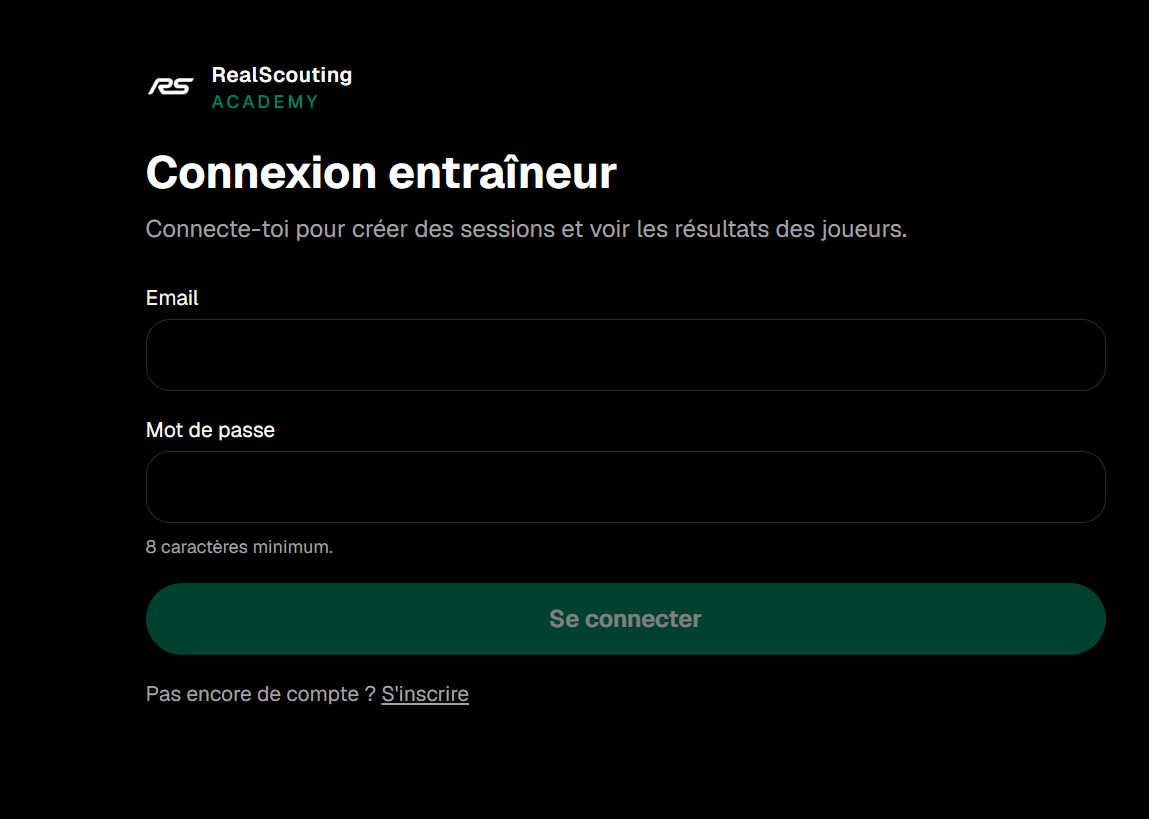 RS
RealScouting
ACADEMY
Connexion entraîneur
Connecte-toi pour créer des sessions et voir les résultats des joueurs.
Email
Mot de passe
8 caractères minimum.
Se connecter
Pas encore de compte ? S'inscrire